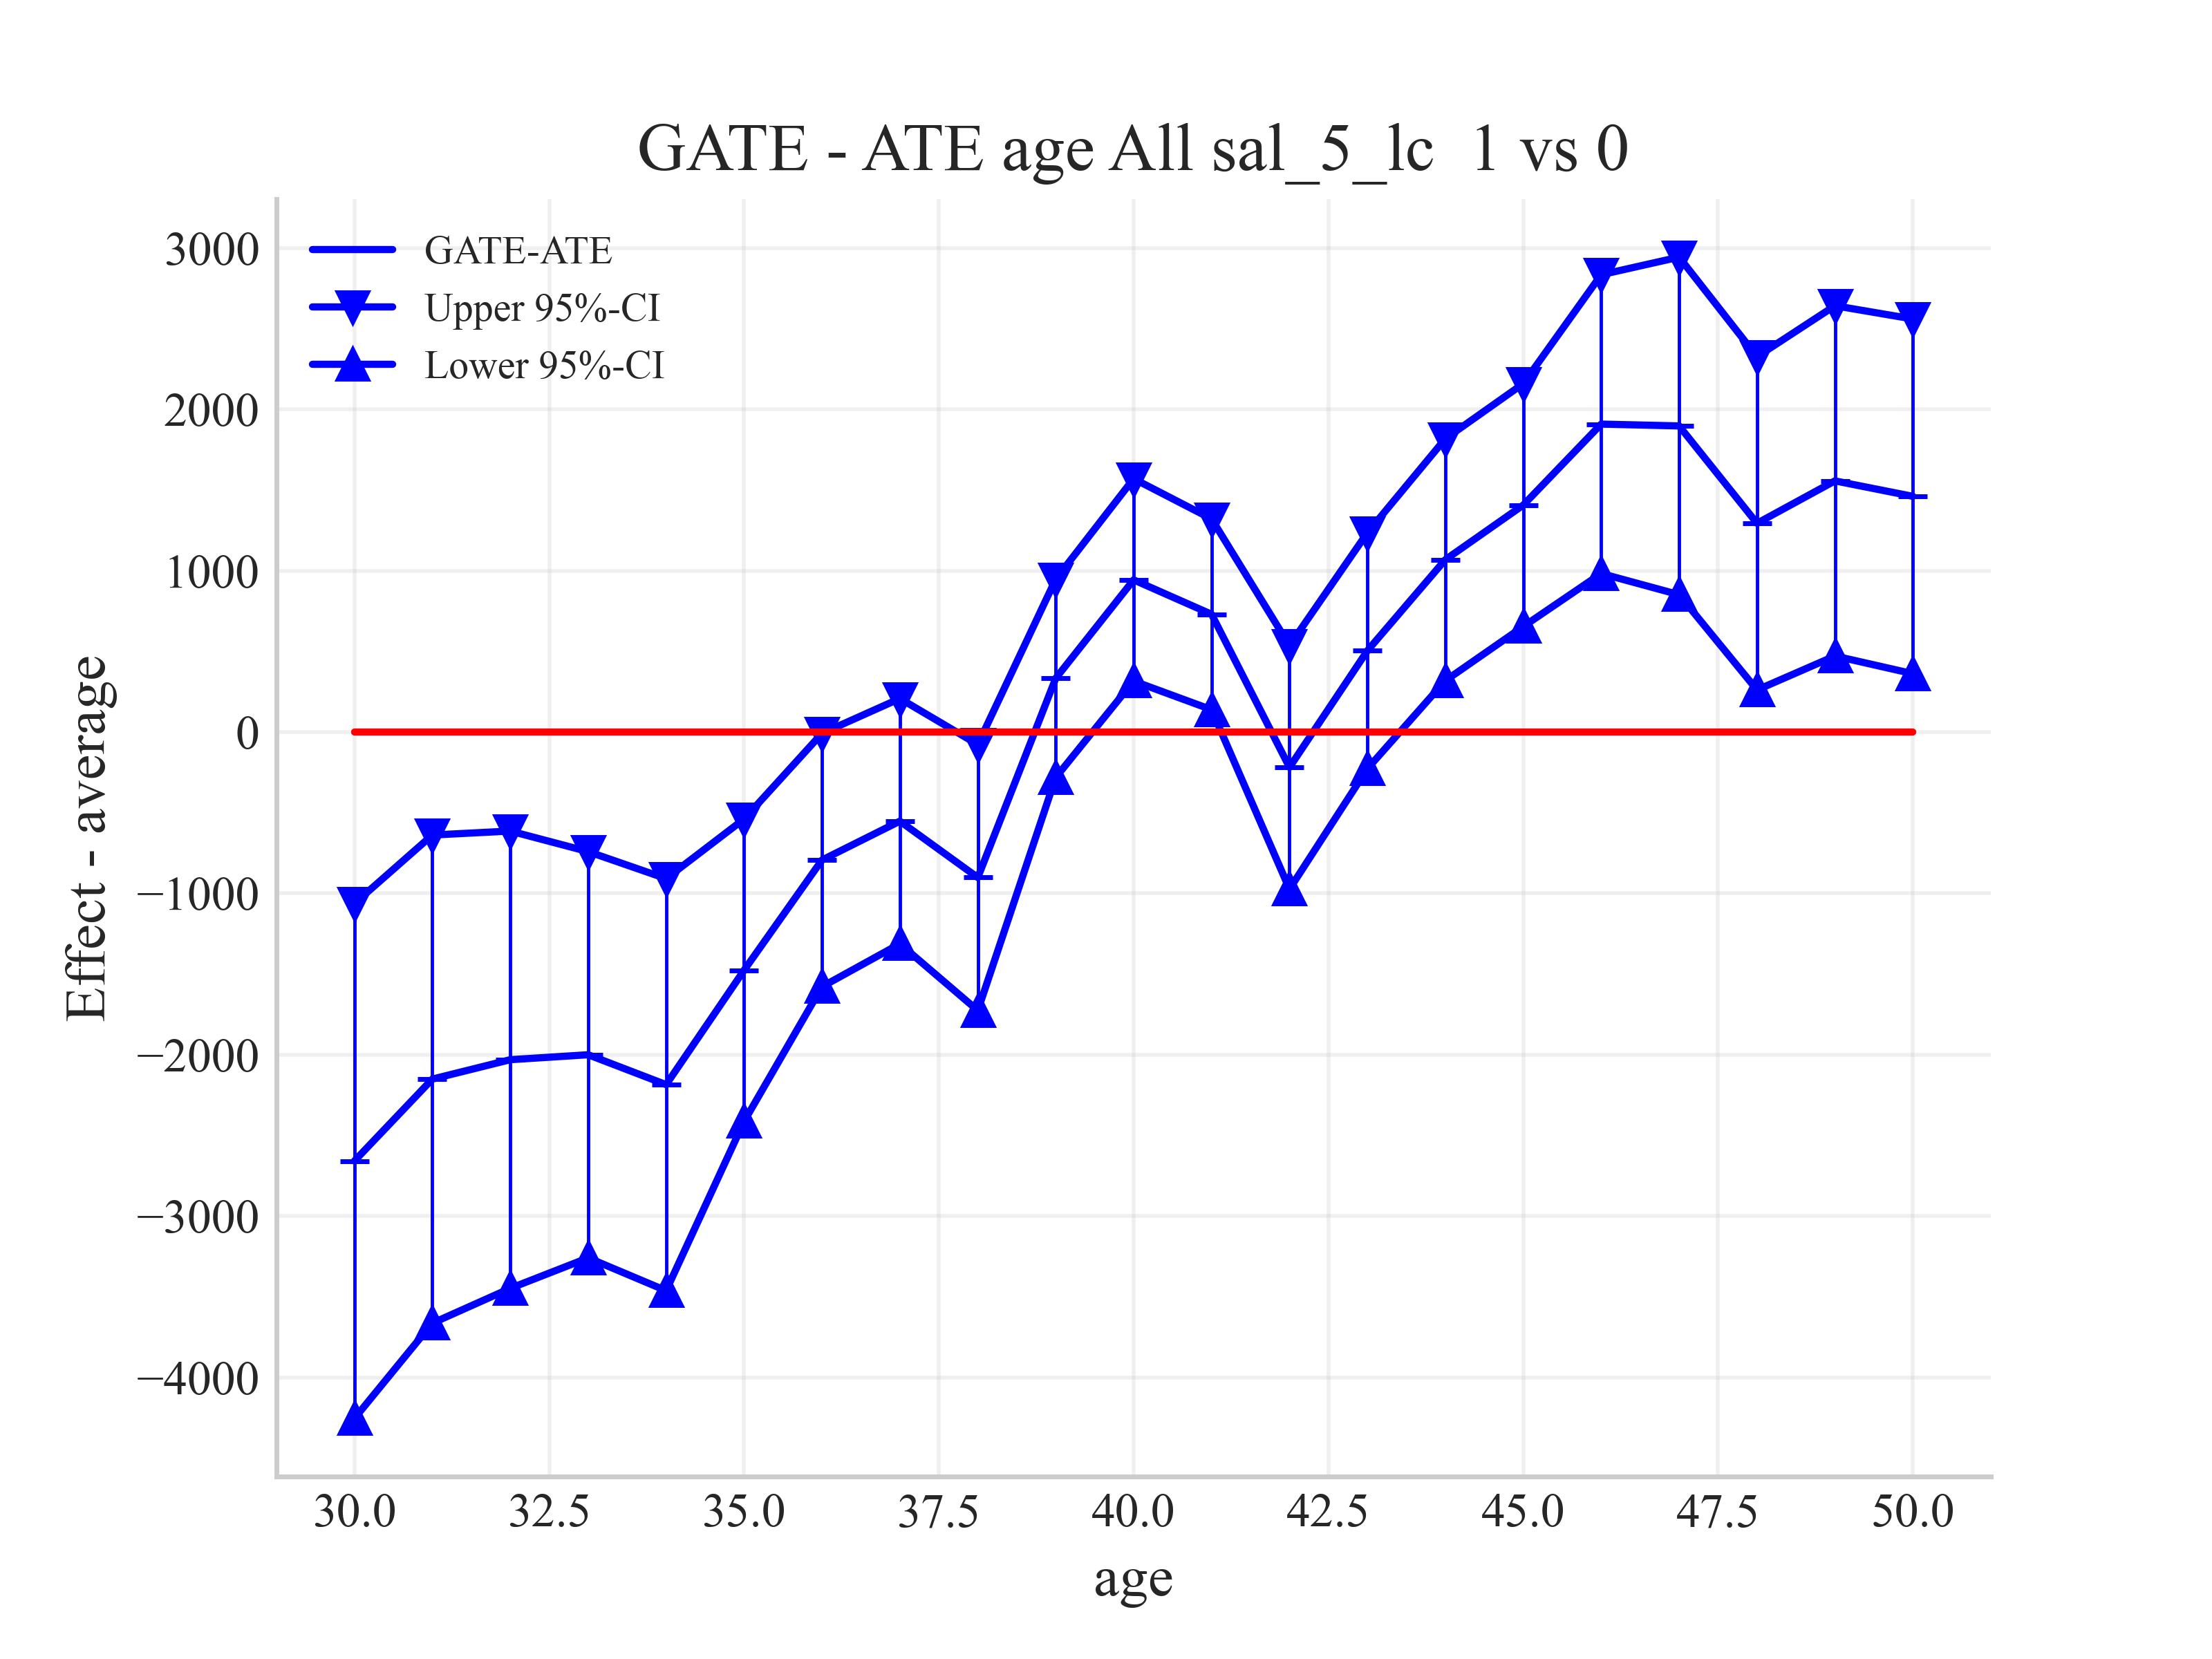 GATE - ATE age All sal_5_lc  1 vs 0
GATE-ATE
Upper 95%-CI
Lower 95%-CI
Effect - average
3000
2000
1000
0
−1000
−2000
−3000
−4000
30.0 32.5 35.0 37.5 40.0 42.5 45.0 47.5 50.0
age